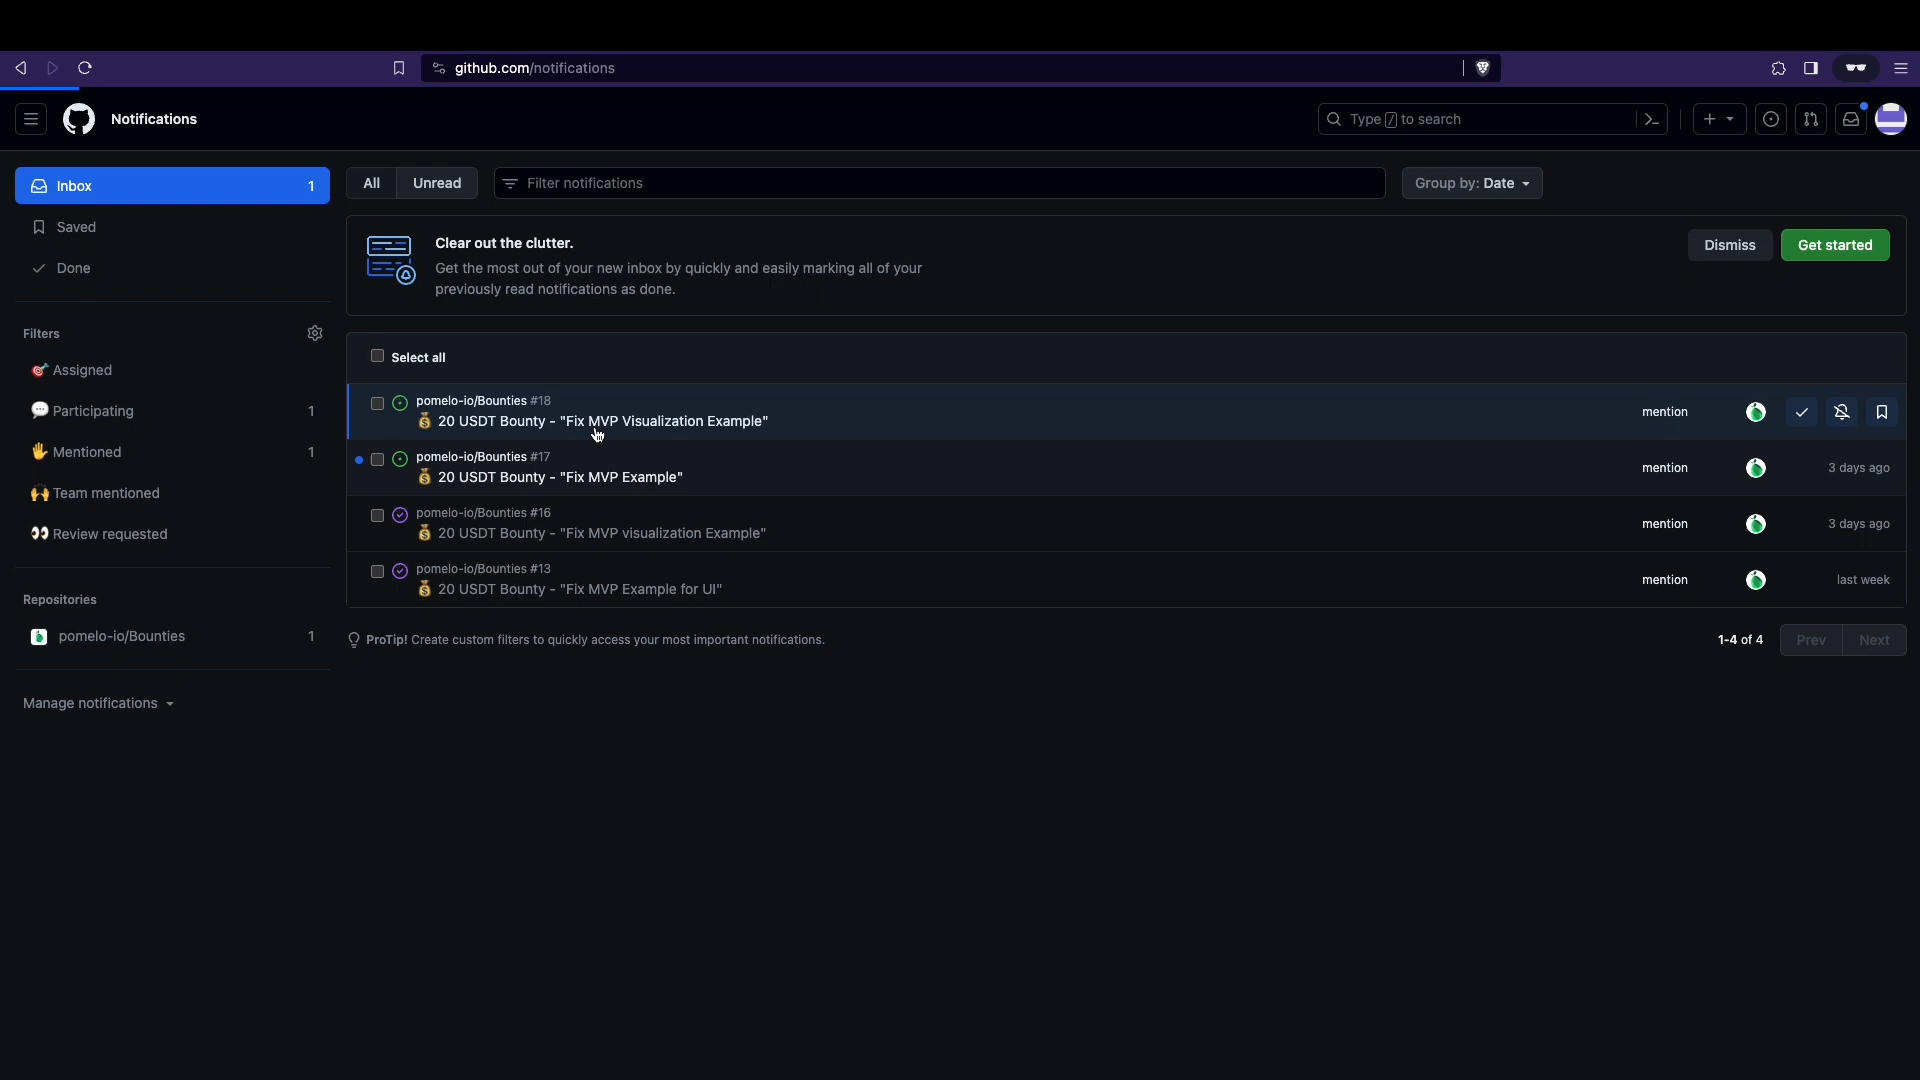 github.com/notifications
Notifications
Type / to search
Inbox 1
Saved
Done
Filters
🎯 Assigned
💬 Participating 1
✋ Mentioned 1
🙌 Team mentioned
👀 Review requested
Repositories
pomelo-io/Bounties 1
Manage notifications
All Unread Filter notifications Group by: Date
Clear out the clutter.
Get the most out of your new inbox by quickly and easily marking all of your
previously read notifications as done.
Dismiss Get started
Select all
pomelo-io/Bounties #18
💰 20 USDT Bounty - "Fix MVP Visualization Example" mention
pomelo-io/Bounties #17
💰 20 USDT Bounty - "Fix MVP Example" mention 3 days ago
pomelo-io/Bounties #16
💰 20 USDT Bounty - "Fix MVP visualization Example" mention 3 days ago
pomelo-io/Bounties #13
💰 20 USDT Bounty - "Fix MVP Example for UI" mention last week
ProTip! Create custom filters to quickly access your most important notifications.
1-4 of 4 Prev Next